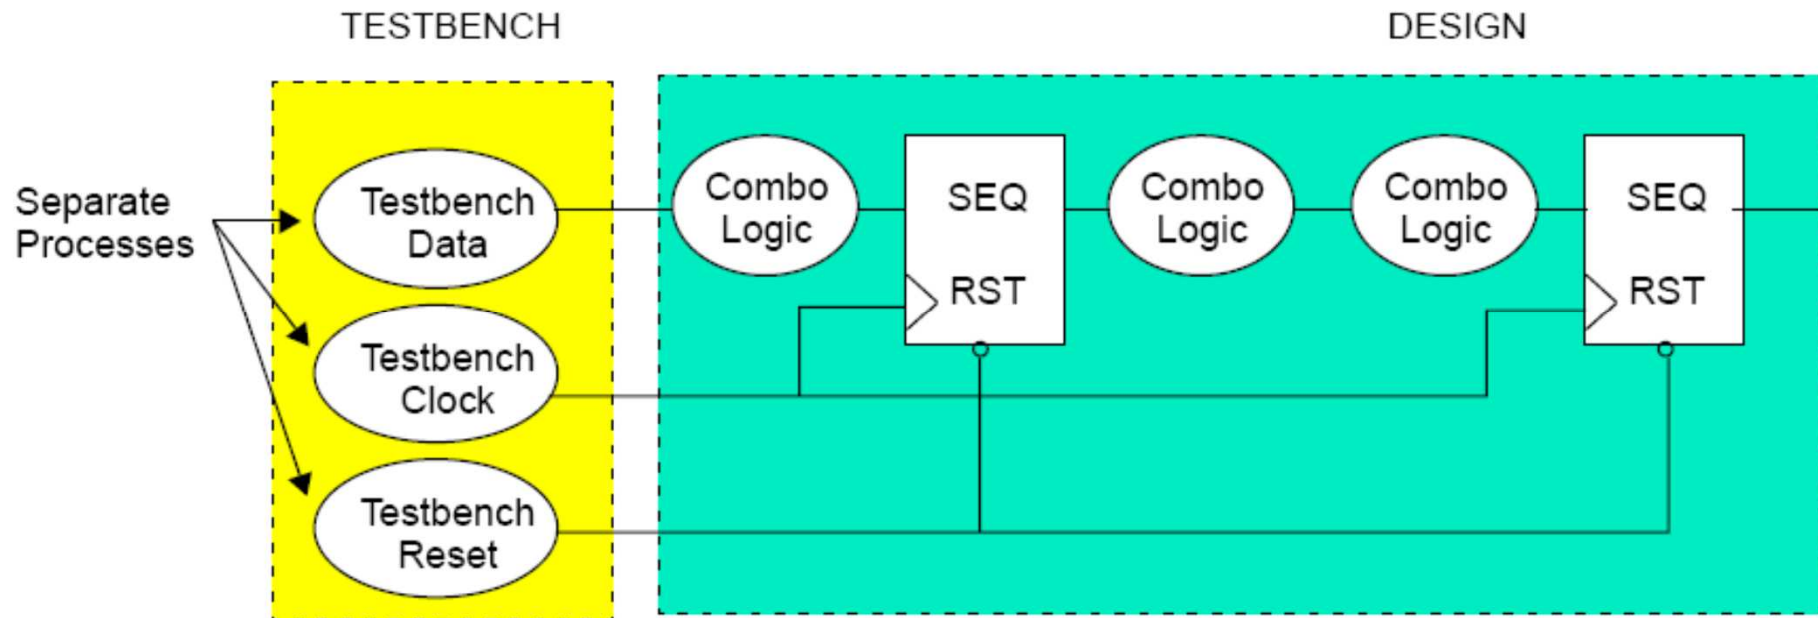 TESTBENCH
DESIGN
Separate
Processes
Testbench
Data
Testbench
Clock
Testbench
Reset
Combo
Logic
SEQ
RST
Combo
Logic
Combo
Logic
SEQ
RST